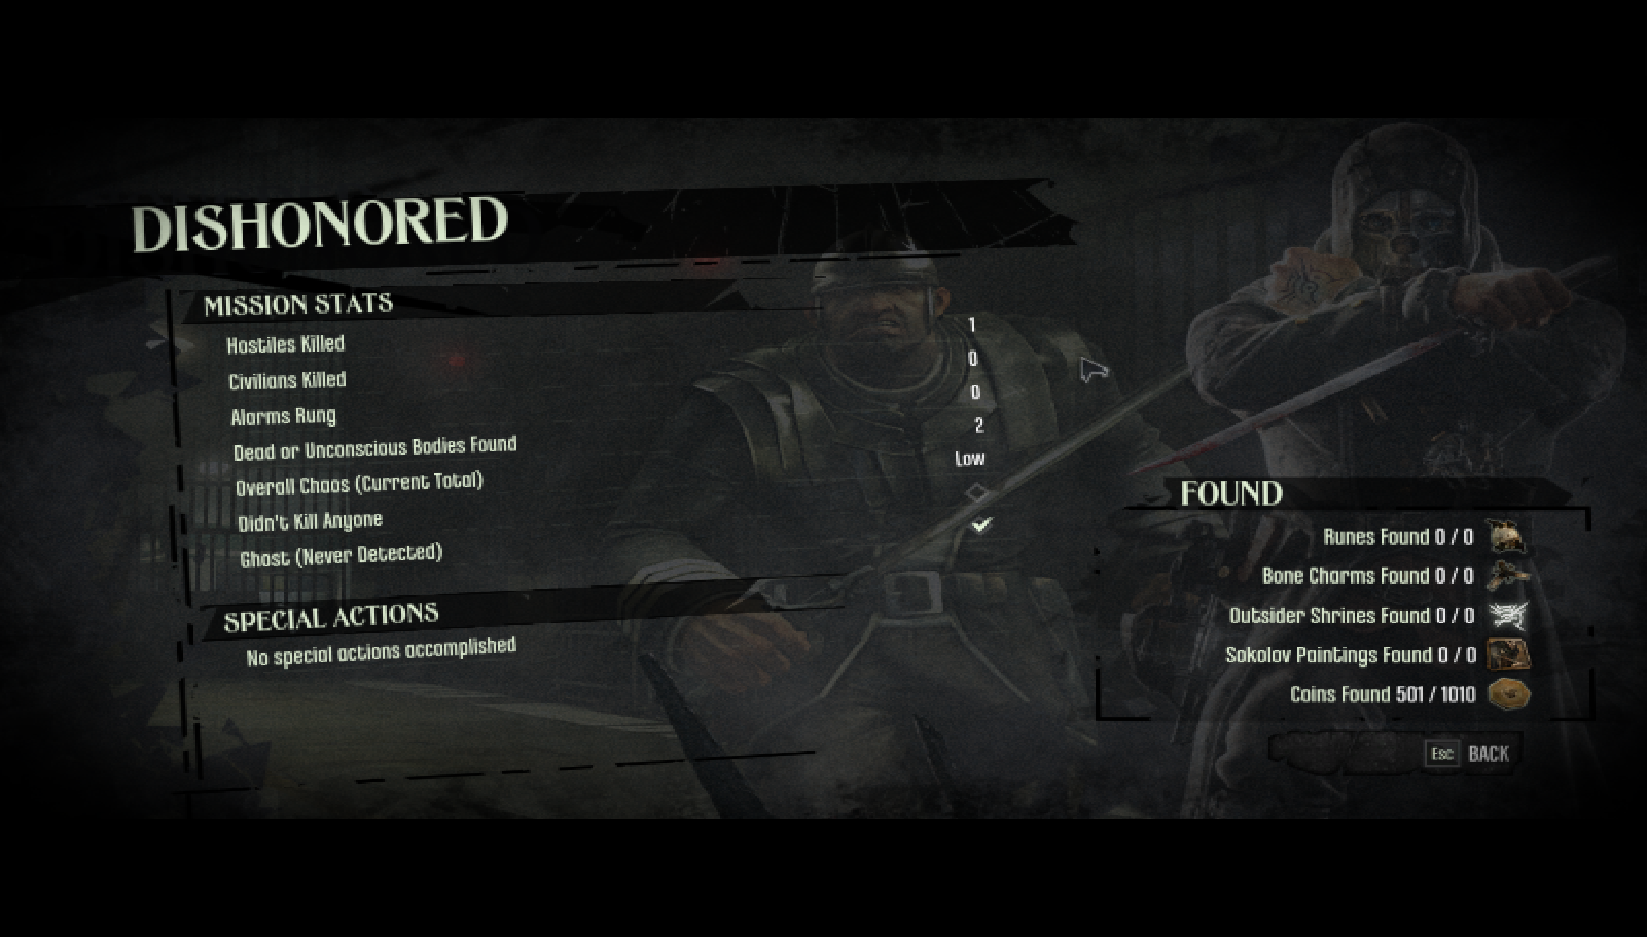 DISHONORED
MISSION STATS
Hostiles Killed 1
Civilians Killed 0
Alarms Rung 0
Dead or Unconscious Bodies Found 2
Overall Chaos (Current Total) Low
Didn't Kill Anyone
Ghost (Never Detected)
SPECIAL ACTIONS
No special actions accomplished
FOUND
Runes Found 0 / 0
Bone Charms Found 0 / 0
Outsider Shrines Found 0 / 0
Sokolov Paintings Found 0 / 0
Coins Found 501 / 1010
Esc BACK